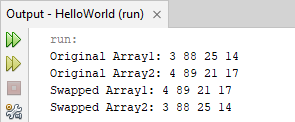 Output - HelloWorld (run)
run:
Original Array1: 3 88 25 14
Original Array2: 4 89 21 17
Swapped Array1: 4 89 21 17
Swapped Array2: 3 88 25 14